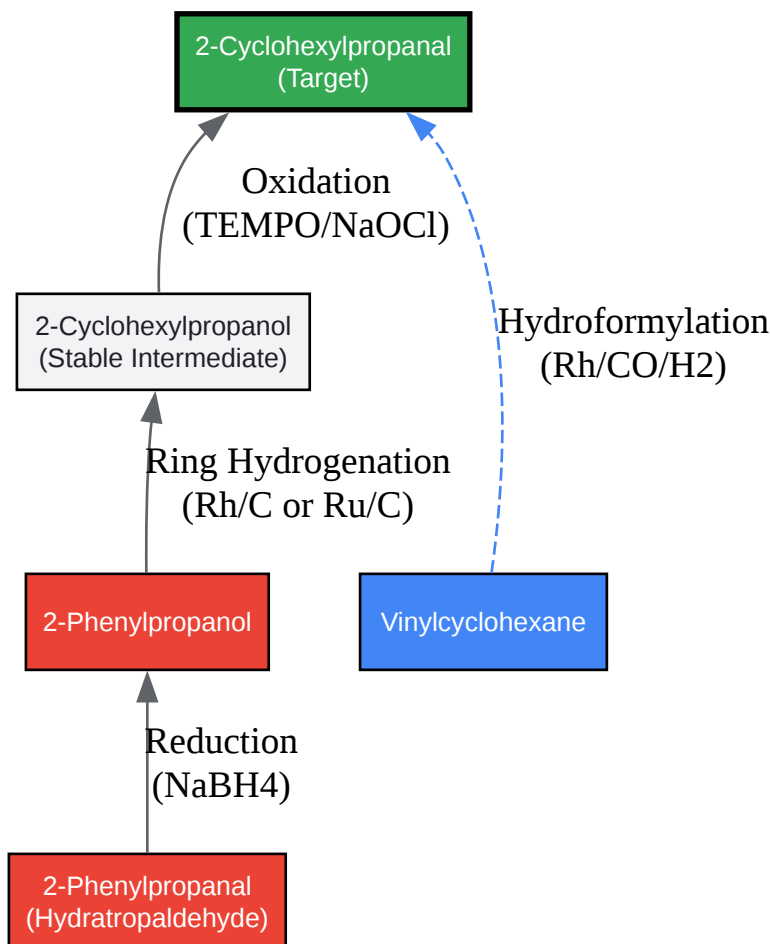 2-Cyclohexylpropanal
(Target)
Oxidation
(TEMPO/NaOCl)
2-Cyclohexylpropanol
(Stable Intermediate)
Hydroformylation
(Rh/CO/H2)
Ring Hydrogenation
(Rh/C or Ru/C)
2-Phenylpropanol
Vinylcyclohexane
Reduction
(NaBH4)
2-Phenylpropanal
(Hydratropaldehyde)